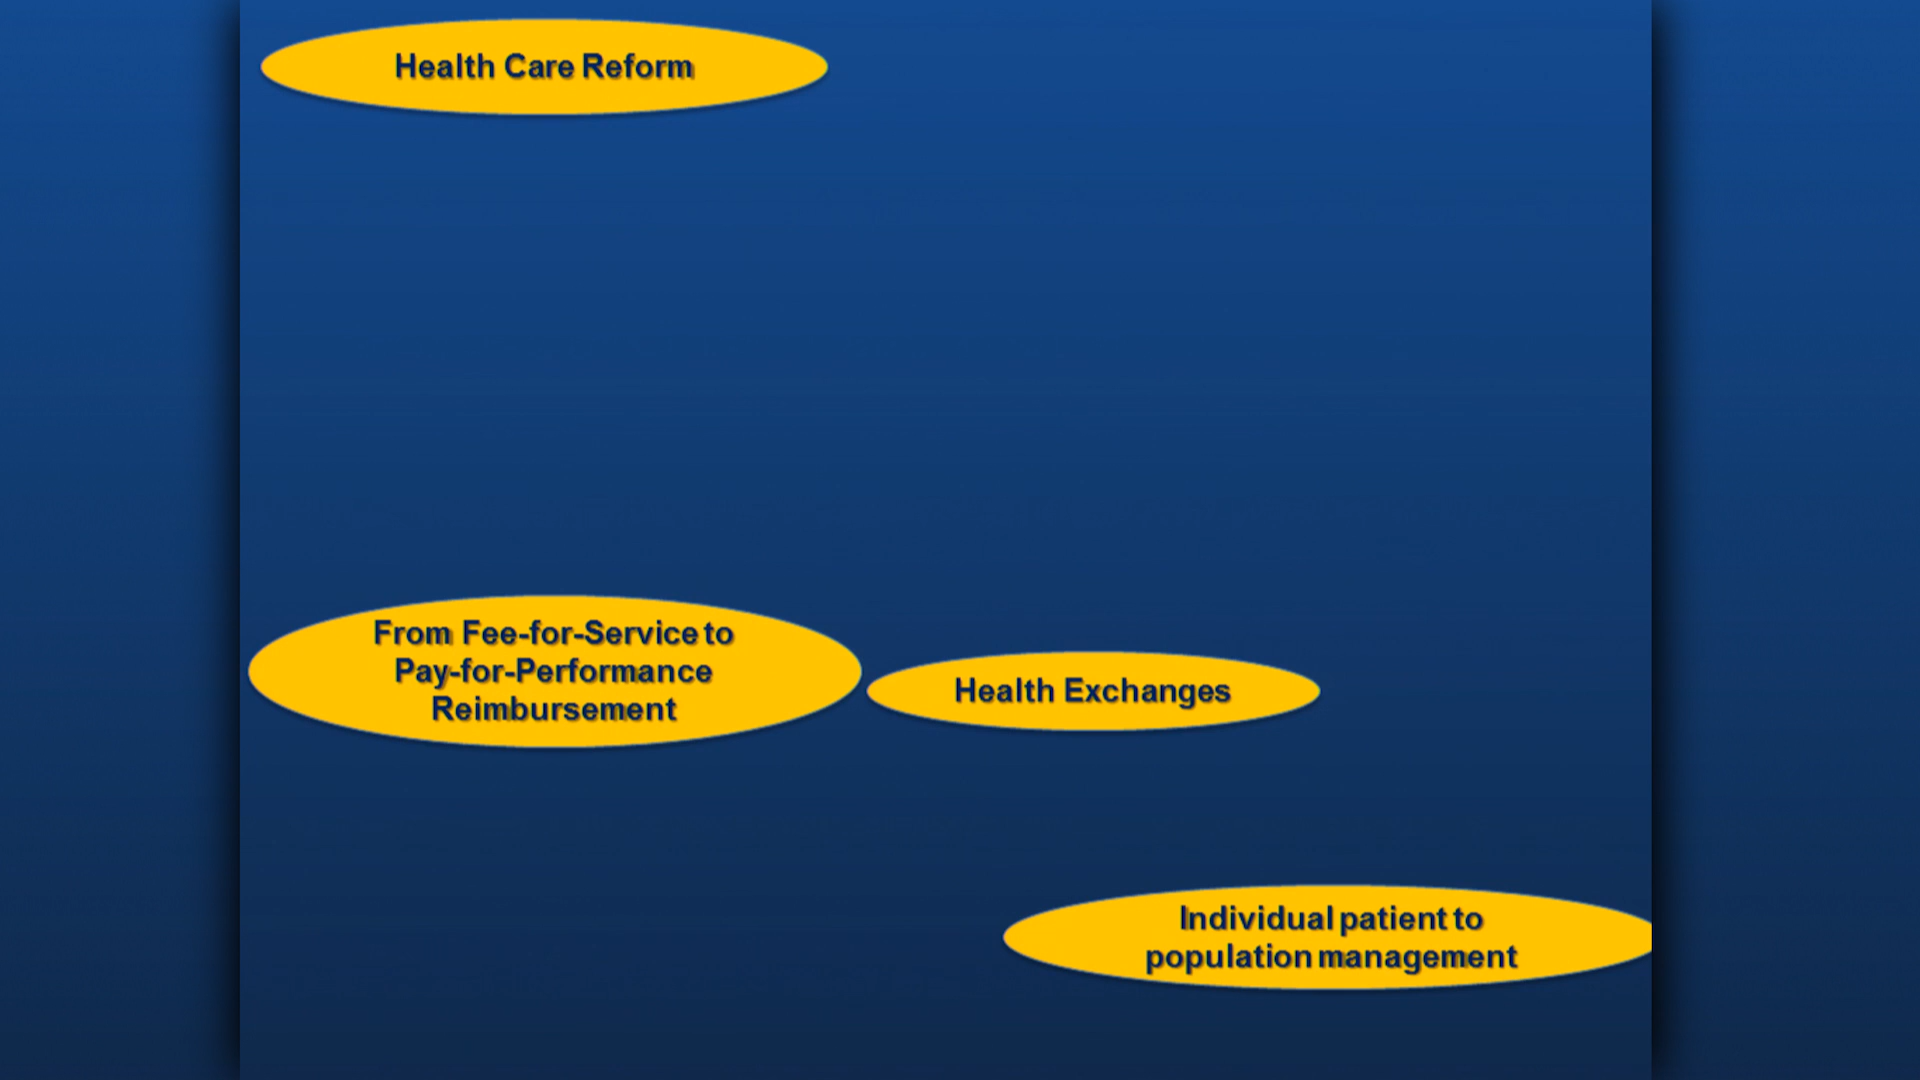 Health Care Reform
From Fee-for-Service to
Pay-for-Performance
Reimbursement
Health Exchanges
Individual patient to
population management